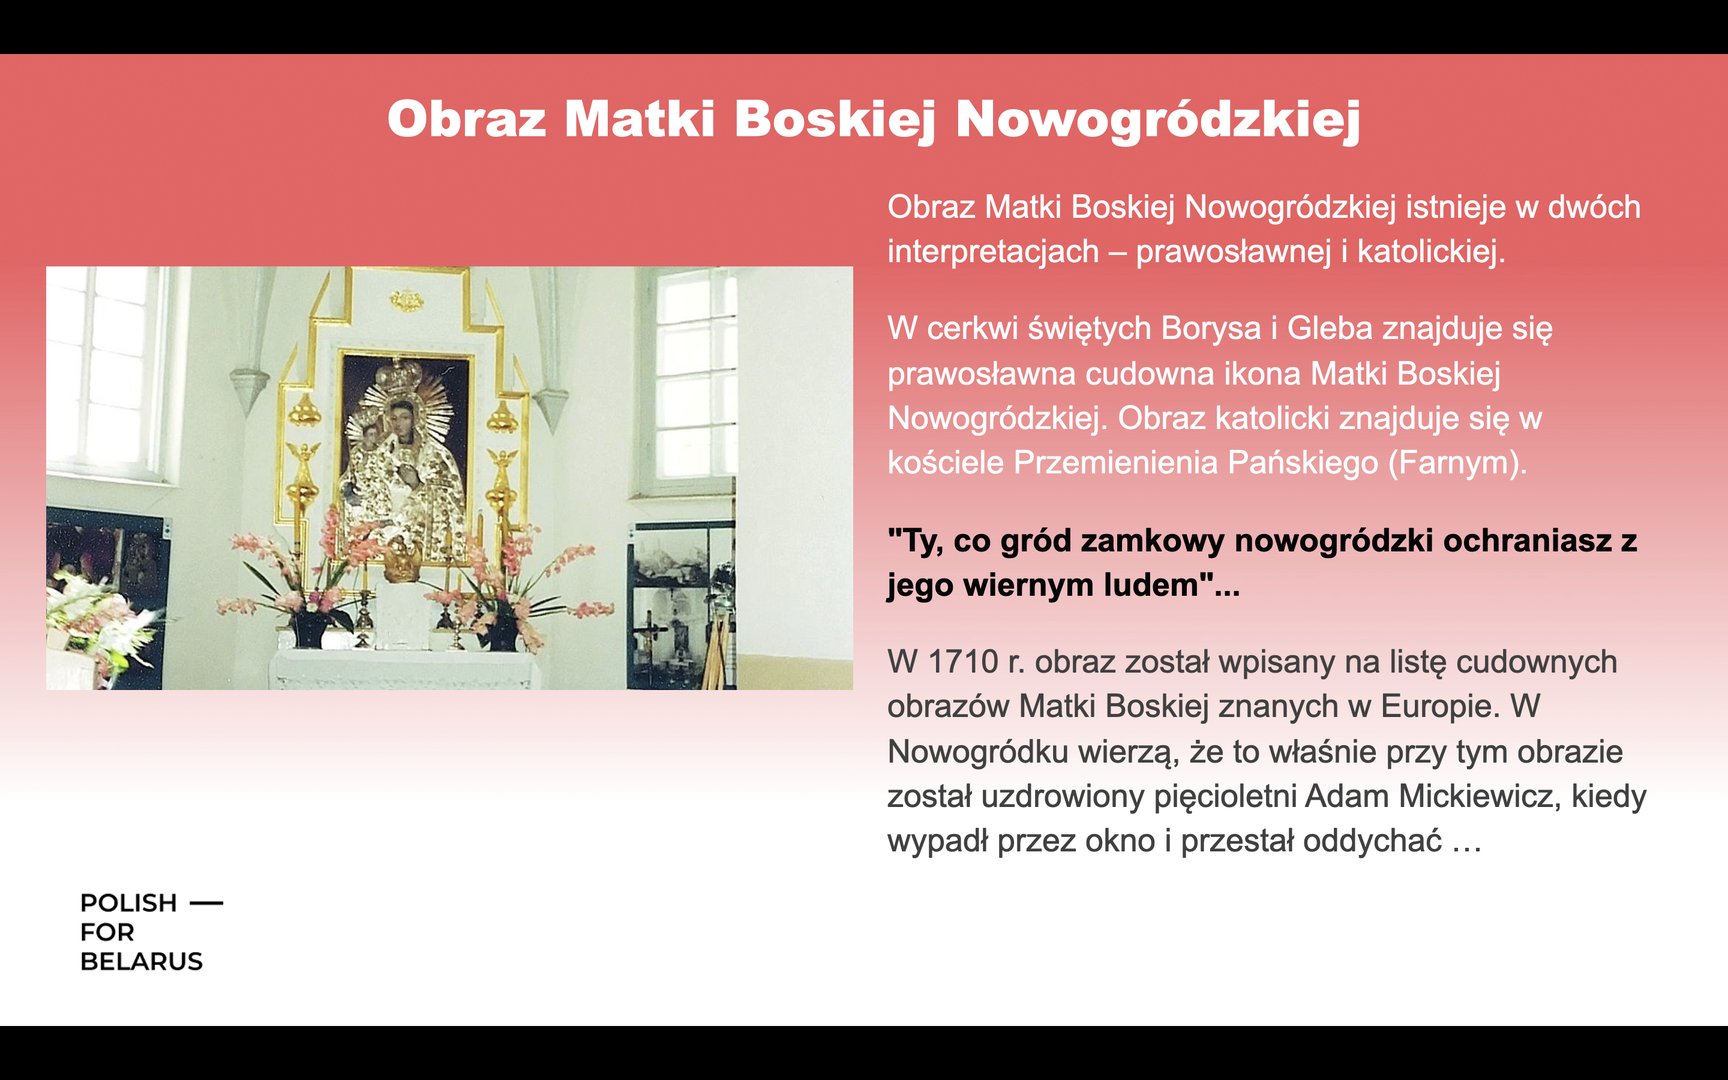 Obraz Matki Boskiej Nowogródzkiej
Obraz Matki Boskiej Nowogródzkiej istnieje w dwóch
interpretacjach – prawosławnej i katolickiej.
W cerkwi świętych Borysa i Gleba znajduje się
prawosławna cudowna ikona Matki Boskiej
Nowogródzkiej. Obraz katolicki znajduje się w
kościele Przemienienia Pańskiego (Farnym).
"Ty, co gród zamkowy nowogródzki ochraniasz z
jego wiernym ludem"...
W 1710 r. obraz został wpisany na listę cudownych
obrazów Matki Boskiej znanych w Europie. W
Nowogródku wierzą, że to właśnie przy tym obrazie
został uzdrowiony pięcioletni Adam Mickiewicz, kiedy
wypadł przez okno i przestał oddychać …
POLISH —
FOR
BELARUS